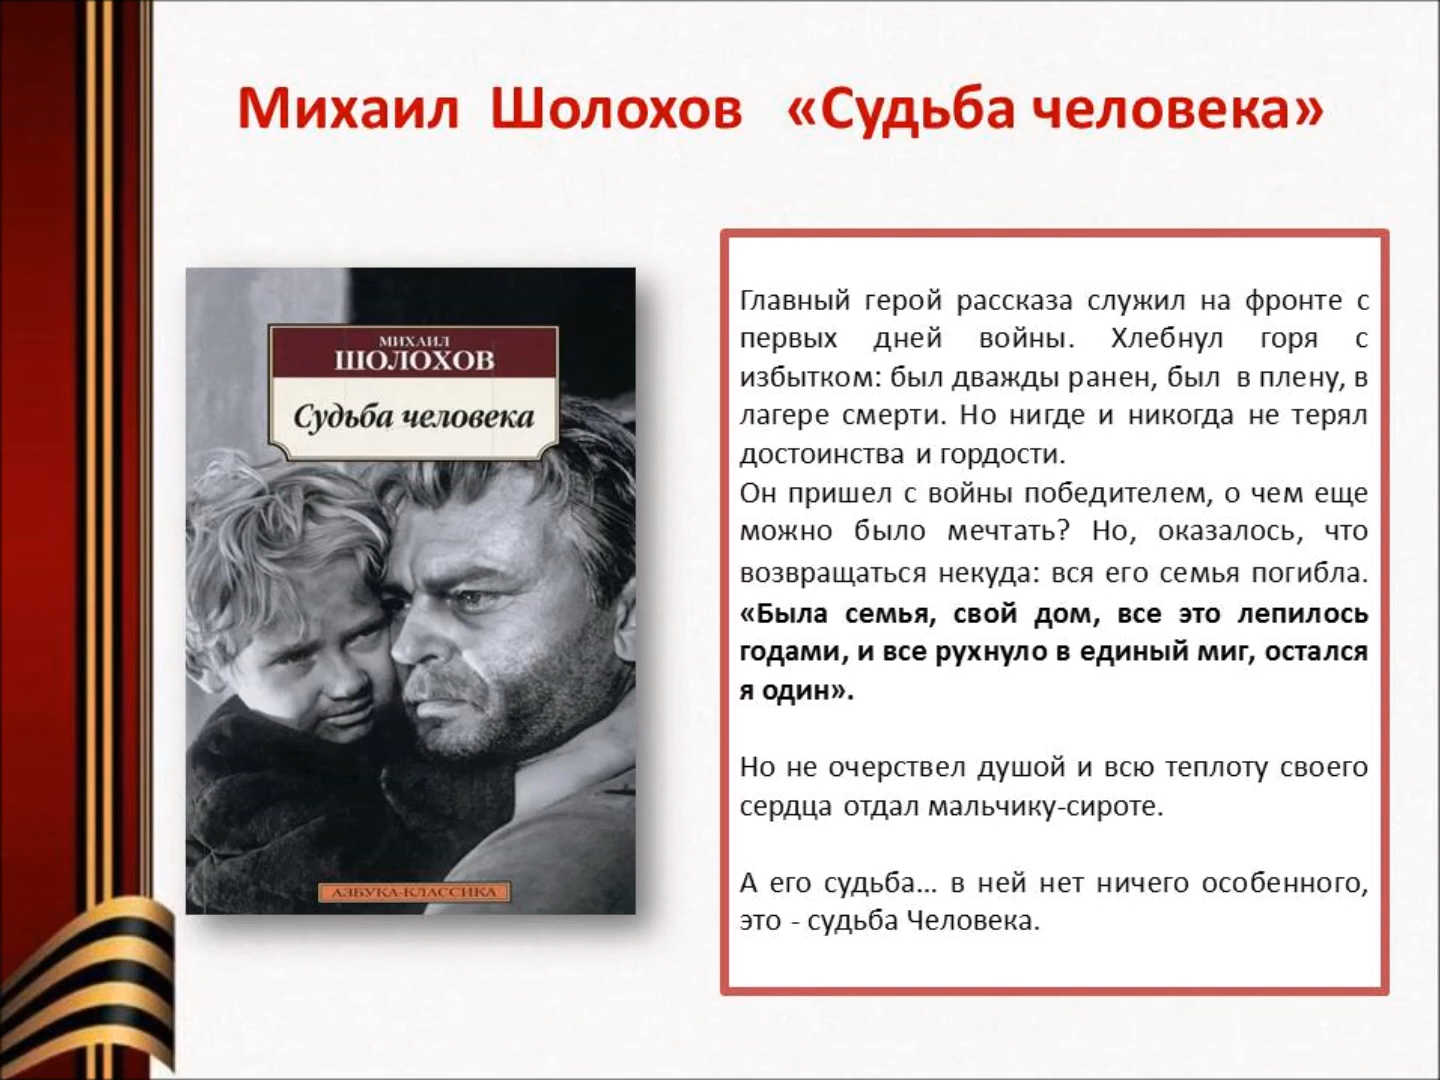 Михаил Шолохов «Судьба человека»
МИХАИЛ
ШОЛОХОВ
Судьба человека
АЗБУКА-КЛАССИКА
Главный герой рассказа служил на фронте с
первых дней войны. Хлебнул горя с
избытком: был дважды ранен, был в плену, в
лагере смерти. Но нигде и никогда не терял
достоинства и гордости.
Он пришел с войны победителем, о чем еще
можно было мечтать? Но, оказалось, что
возвращаться некуда: вся его семья погибла.
«Была семья, свой дом, все это лепилось
годами, и все рухнуло в единый миг, остался
я один».
Но не очерствел душой и всю теплоту своего
сердца отдал мальчику-сироте.
А его судьба... в ней нет ничего особенного,
это - судьба Человека.